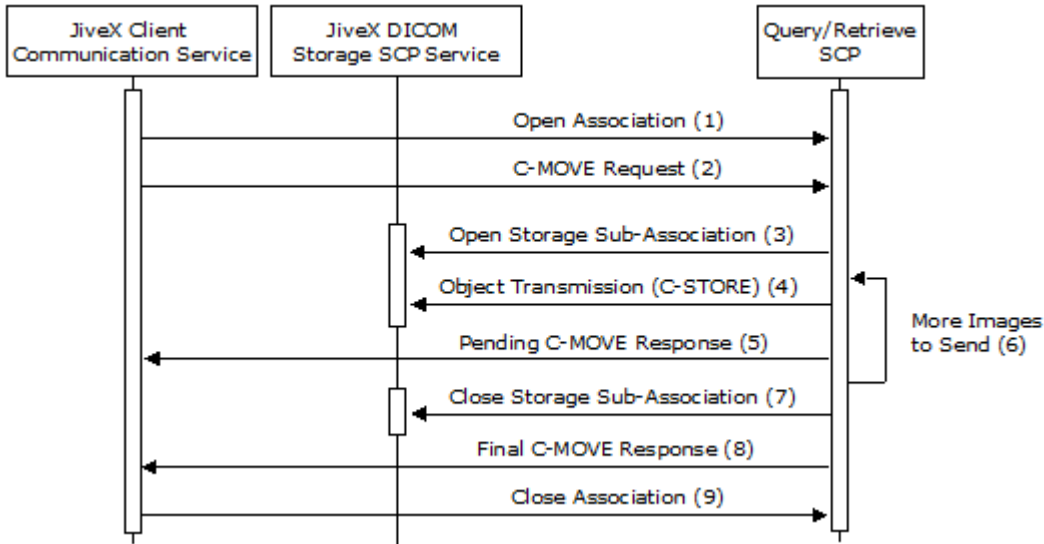 JiveX Client
Communication Service
JiveX DICOM
Storage SCP Service
Query/Retrieve
SCP
Open Association (1)
C-MOVE Request (2)
Open Storage Sub-Association (3)
Object Transmission (C-STORE) (4)
More Images
to Send (6)
Pending C-MOVE Response (5)
Close Storage Sub-Association (7)
Final C-MOVE Response (8)
Close Association (9)